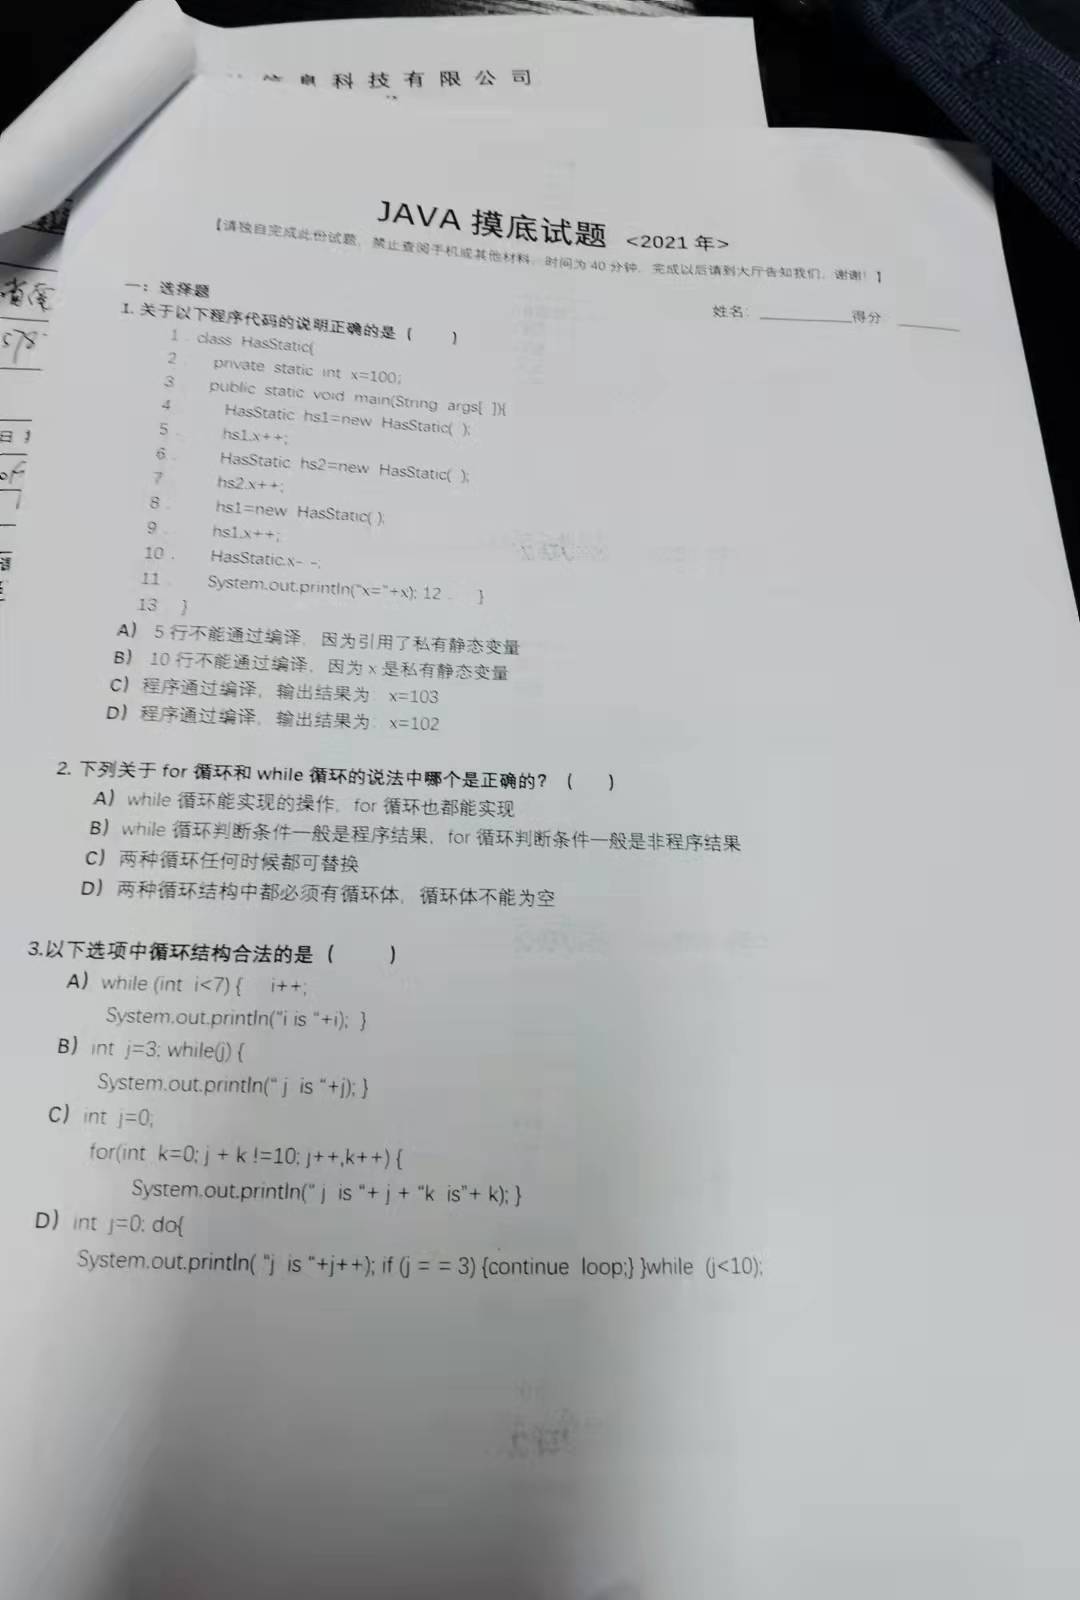 信息科技有限公司
JAVA 摸底试题 <2021 年>
【请独自完成此份试题，禁止查阅手机或其他材料，时间为 40 分钟，完成以后请到大厅告知我们，谢谢！】
姓名: ________得分 ______
一：选择题
1. 关于以下程序代码的说明正确的是（ ）
1 . class HasStatic{
2 . private static int x=100;
3 . public static void main(String args[ ]){
4 . HasStatic hs1=new HasStatic( );
5 . hs1.x++;
6 . HasStatic hs2=new HasStatic( );
7 . hs2.x++;
8 . hs1=new HasStatic( );
9 . hs1.x++;
10 . HasStatic.x- -;
11 . System.out.println("x="+x); 12 . }
13 }
A） 5 行不能通过编译，因为引用了私有静态变量
B） 10 行不能通过编译，因为 x 是私有静态变量
C）程序通过编译，输出结果为：x=103
D）程序通过编译，输出结果为：x=102
2. 下列关于 for 循环和 while 循环的说法中哪个是正确的？（ ）
A）while 循环能实现的操作，for 循环也都能实现
B）while 循环判断条件一般是程序结果，for 循环判断条件一般是非程序结果
C）两种循环任何时候都可替换
D）两种循环结构中都必须有循环体，循环体不能为空
3.以下选项中循环结构合法的是（ ）
A）while (int i<7) { i++;
System.out.println("i is "+i); }
B）int j=3; while(j) {
System.out.println(" j is "+j); }
C）int j=0;
for(int k=0; j + k !=10; j++,k++) {
System.out.println(" j is "+ j + "k is"+ k); }
D）int j=0; do{
System.out.println( "j is "+j++); if (j = = 3) {continue loop;} }while (j<10);